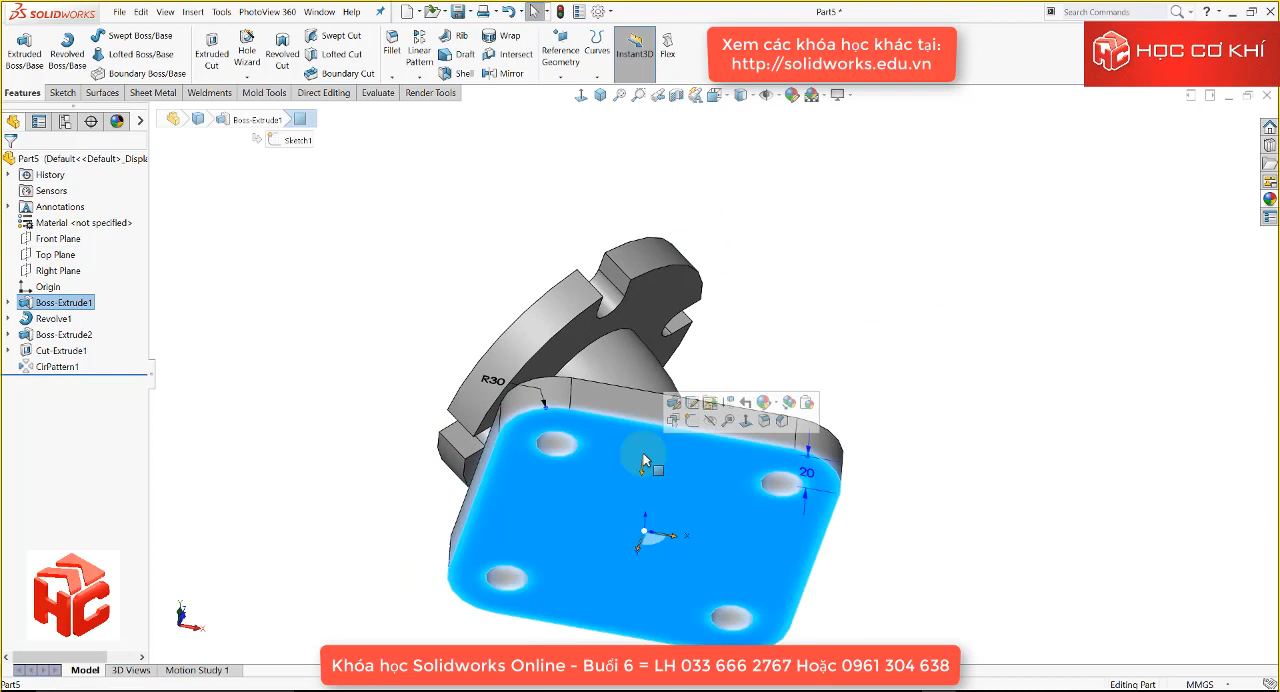 SOLIDWORKS
File
Edit
View
Insert
Tools
PhotoView 360
Window
Help
Part5 *
Search Commands
?
Extruded
Boss/Base
Revolved
Boss/Base
Swept Boss/Base
Lofted Boss/Base
Boundary Boss/Base
Extruded
Cut
Hole
Wizard
Revolved
Cut
Swept Cut
Lofted Cut
Boundary Cut
Fillet
Linear
Pattern
Rib
Draft
Shell
Wrap
Intersect
Mirror
Reference
Geometry
Curves
Instant3D
Flex
Xem các khóa học khác tại:
http://solidworks.edu.vn
HC
HỌC CƠ KHÍ
Features
Sketch
Surfaces
Sheet Metal
Weldments
Mold Tools
Direct Editing
Evaluate
Render Tools
Boss-Extrude1
Sketch1
Part5 (Default<<Default>_Displa
History
Sensors
Annotations
Material <not specified>
Front Plane
Top Plane
Right Plane
Origin
Boss-Extrude1
Revolve1
Boss-Extrude2
Cut-Extrude1
CirPattern1
R30
20
X
HC
X
Model
3D Views
Motion Study 1
Khóa học Solidworks Online - Buổi 6 = LH 033 666 2767 Hoặc 0961 304 638
Part5
Editing Part
MMGS